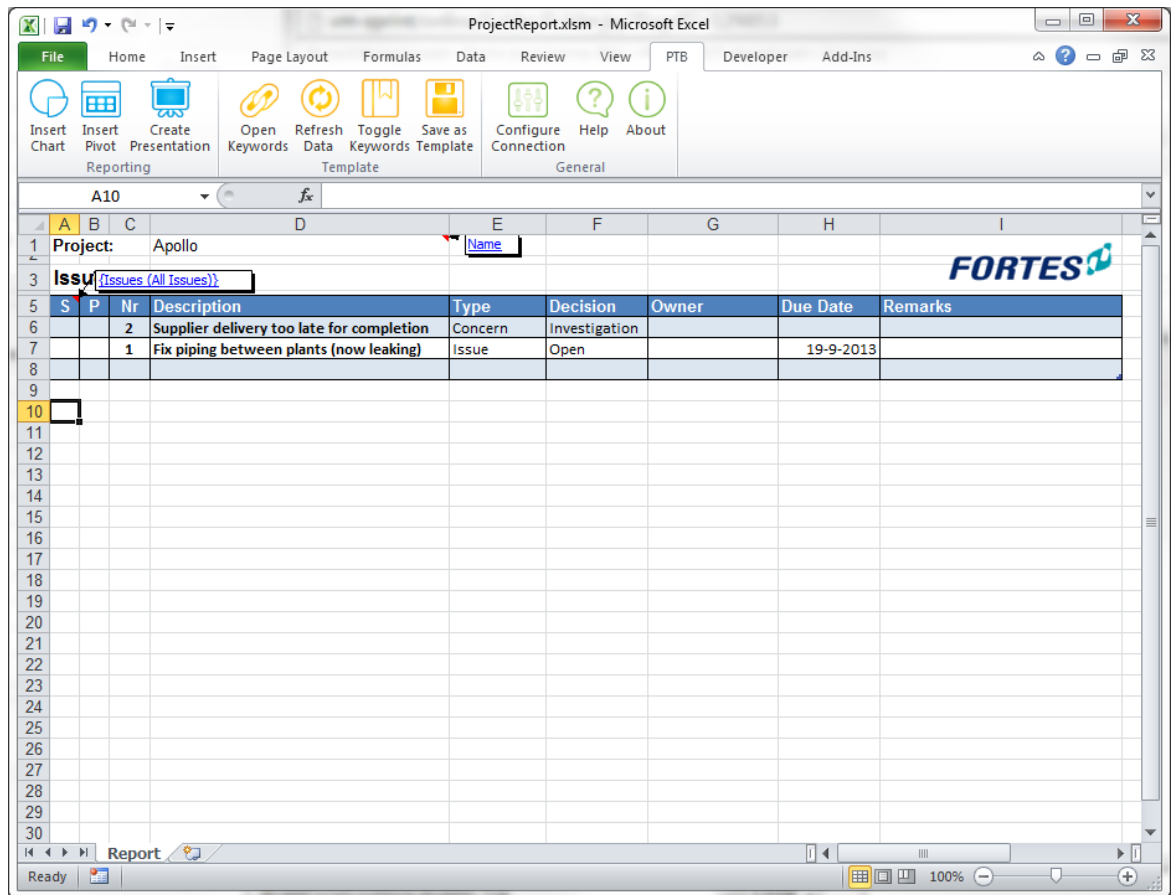 ProjectReport.xlsm - Microsoft Excel
File Home Insert Page Layout Formulas Data Review View PTB Developer Add-Ins
Insert Chart Insert Pivot Create Presentation Open Keywords Refresh Data Toggle Keywords Save as Template Configure Connection Help About
Reporting Template General
A10 fx
A B C D E F G H I
1 Project: Apollo Name
2
3 Issu {Issues (All Issues)} FORTES
5 S P Nr Description Type Decision Owner Due Date Remarks
6 2 Supplier delivery too late for completion Concern Investigation
7 1 Fix piping between plants (now leaking) Issue Open 19-9-2013
8
9
10
11
12
13
14
15
16
17
18
19
20
21
22
23
24
25
26
27
28
29
30
Report
Ready 100%